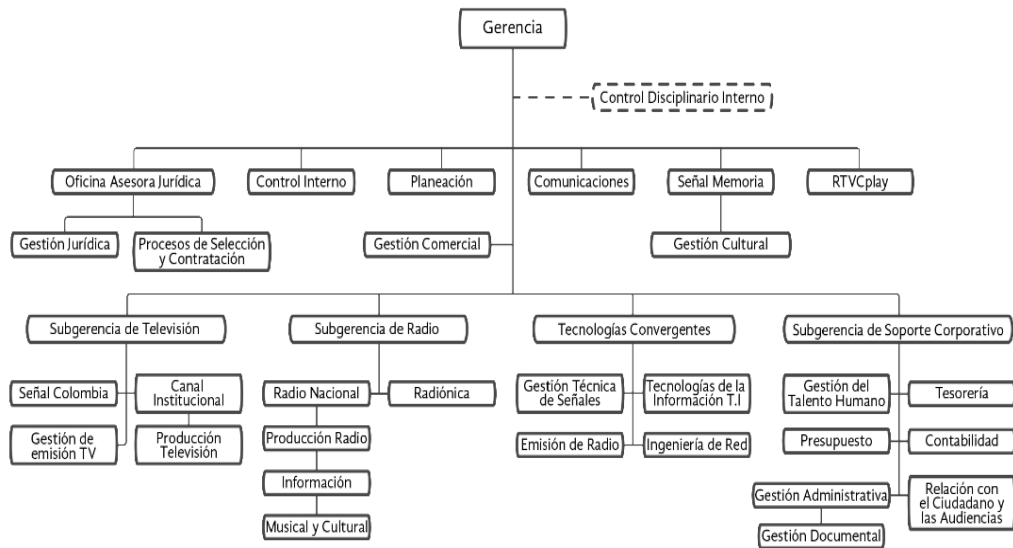 Gerencia
Control Disciplinario Interno
Oficina Asesora Jurídica
Control Interno
Planeación
Comunicaciones
Señal Memoria
RTVCplay
Gestión Jurídica
Procesos de Selección
y Contratación
Gestión Comercial
Gestión Cultural
Subgerencia de Televisión
Subgerencia de Radio
Tecnologías Convergentes
Subgerencia de Soporte Corporativo
Señal Colombia
Canal
Institucional
Gestión de
emisión TV
Producción
Televisión
Radio Nacional
Radiónica
Producción Radio
Información
Musical y Cultural
Gestión Técnica
de Señales
Tecnologías de la
Información T.I
Emisión de Radio
Ingeniería de Red
Gestión del
Talento Humano
Tesorería
Presupuesto
Contabilidad
Gestión Administrativa
Relación con
el Ciudadano y
las Audiencias
Gestión Documental